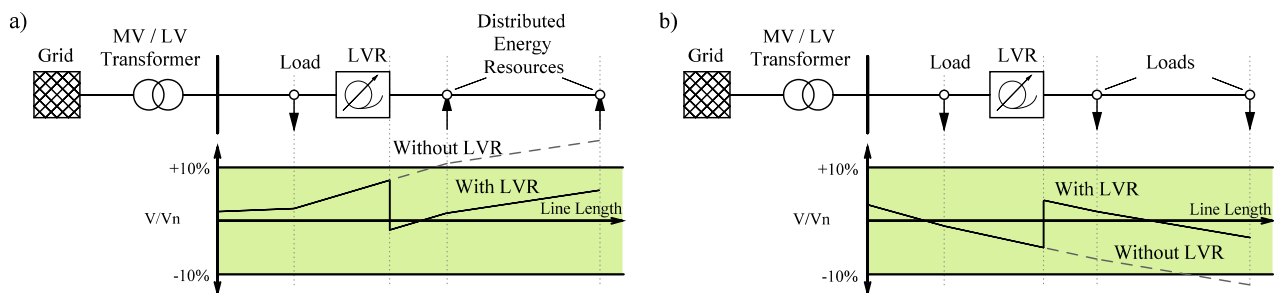 a)
Grid
MV / LV
Transformer
Load
LVR
Distributed
Energy
Resources
Without LVR
+10%
With LVR
Line Length
V/Vn
-10%
b)
Grid
MV / LV
Transformer
Load
LVR
Loads
+10%
With LVR
Line Length
V/Vn
Without LVR
-10%